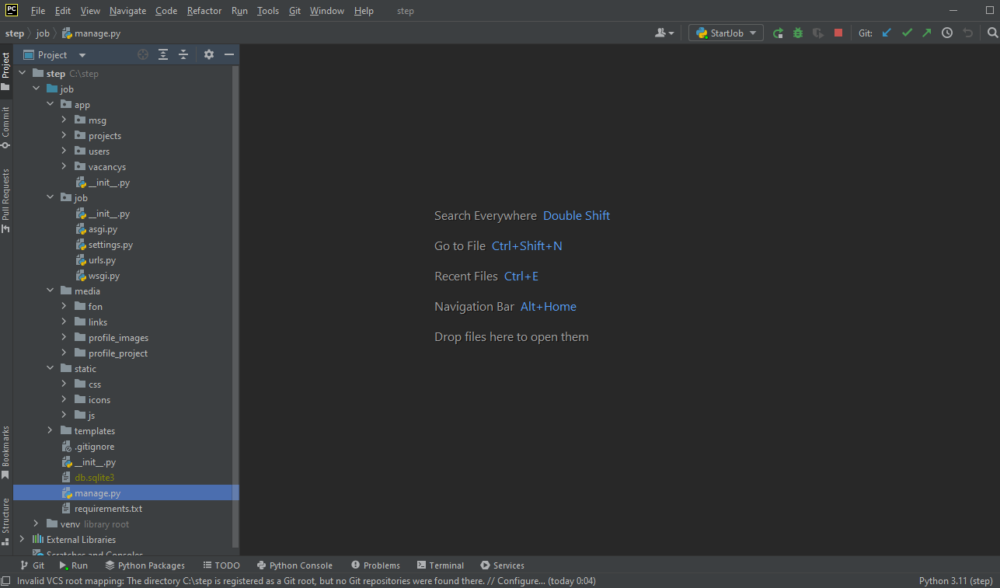 PC File Edit View Navigate Code Refactor Run Tools Git Window Help step
step job manage.py StartJob Git:
Project
Project
Commit
Pull Requests
Bookmarks
Structure
step C:\step
job
app
msg
projects
users
vacancys
__init__.py
job
__init__.py
asgi.py
settings.py
urls.py
wsgi.py
media
fon
links
profile_images
profile_project
static
css
icons
js
templates
.gitignore
__init__.py
db.sqlite3
manage.py
requirements.txt
venv library root
External Libraries
Scratches and Consoles
Search Everywhere Double Shift
Go to File Ctrl+Shift+N
Recent Files Ctrl+E
Navigation Bar Alt+Home
Drop files here to open them
Git Run Python Packages TODO Python Console Problems Terminal Services
Invalid VCS root mapping: The directory C:\step is registered as a Git root, but no Git repositories were found there. // Configure... (today 0:04) Python 3.11 (step)